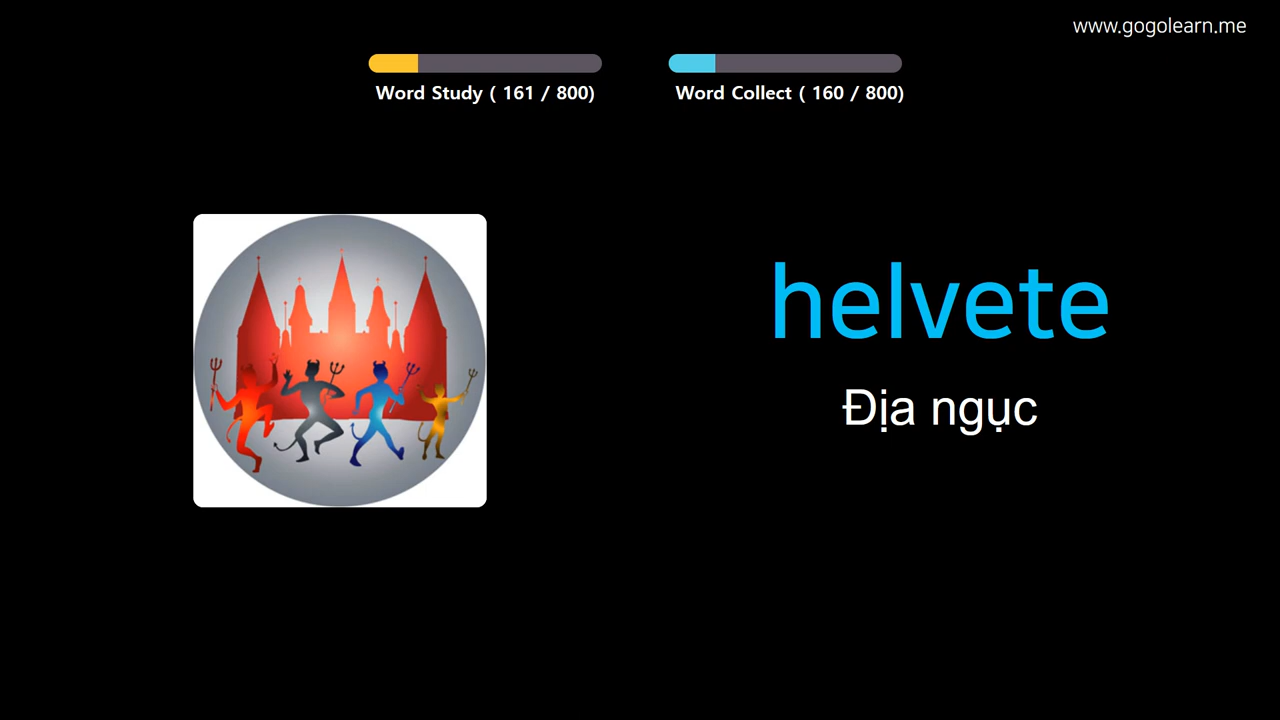 www.gogolearn.me
Word Study ( 161 / 800)
Word Collect ( 160 / 800)
helvete
Địa ngục